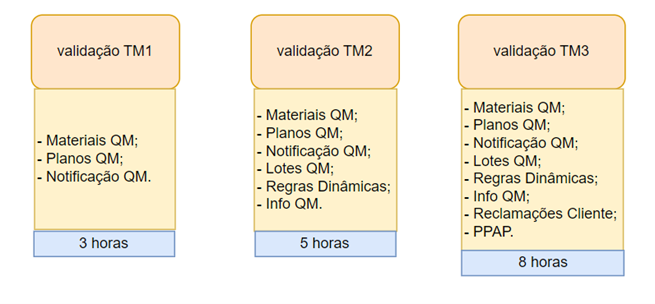 validação TM1
- Materiais QM;
- Planos QM;
- Notificação QM.
3 horas
validação TM2
- Materiais QM;
- Planos QM;
- Notificação QM;
- Lotes QM;
- Regras Dinâmicas;
- Info QM.
5 horas
validação TM3
- Materiais QM;
- Planos QM;
- Notificação QM;
- Lotes QM;
- Regras Dinâmicas;
- Info QM;
- Reclamações Cliente;
- PPAP.
8 horas